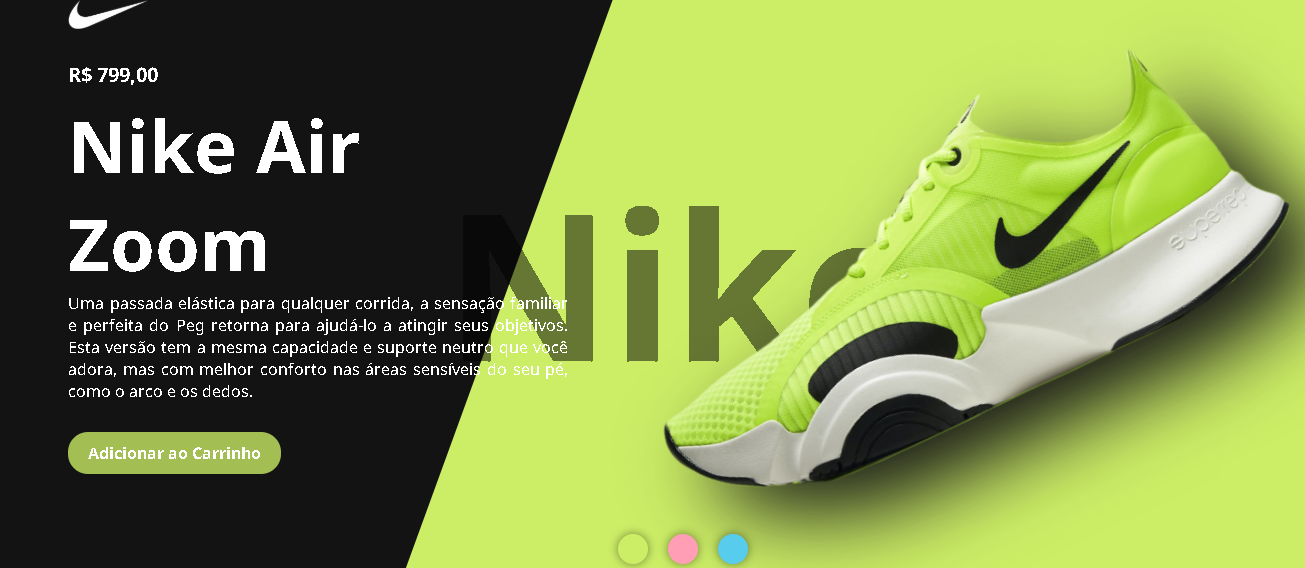 R$ 799,00
Nike Air
Zoom
Uma passada elástica para qualquer corrida, a sensação familiar
e perfeita do Peg retorna para ajudá-lo a atingir seus objetivos.
Esta versão tem a mesma capacidade e suporte neutro que você
adora, mas com melhor conforto nas áreas sensíveis do seu pé,
como o arco e os dedos.
Adicionar ao Carrinho
Nike
superrep